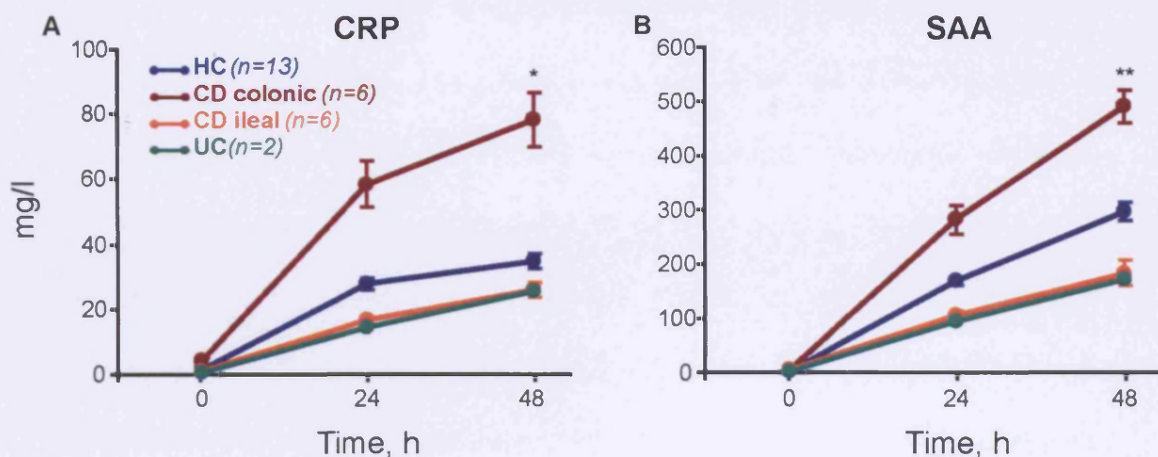 A
CRP
100
80
60
40
20
0
mg/l
HC (n=13)
CD colonic (n=6)
CD ileal (n=6)
UC (n=2)
*
0 24 48
Time, h
B
SAA
600
500
400
300
200
100
0
**
0 24 48
Time, h